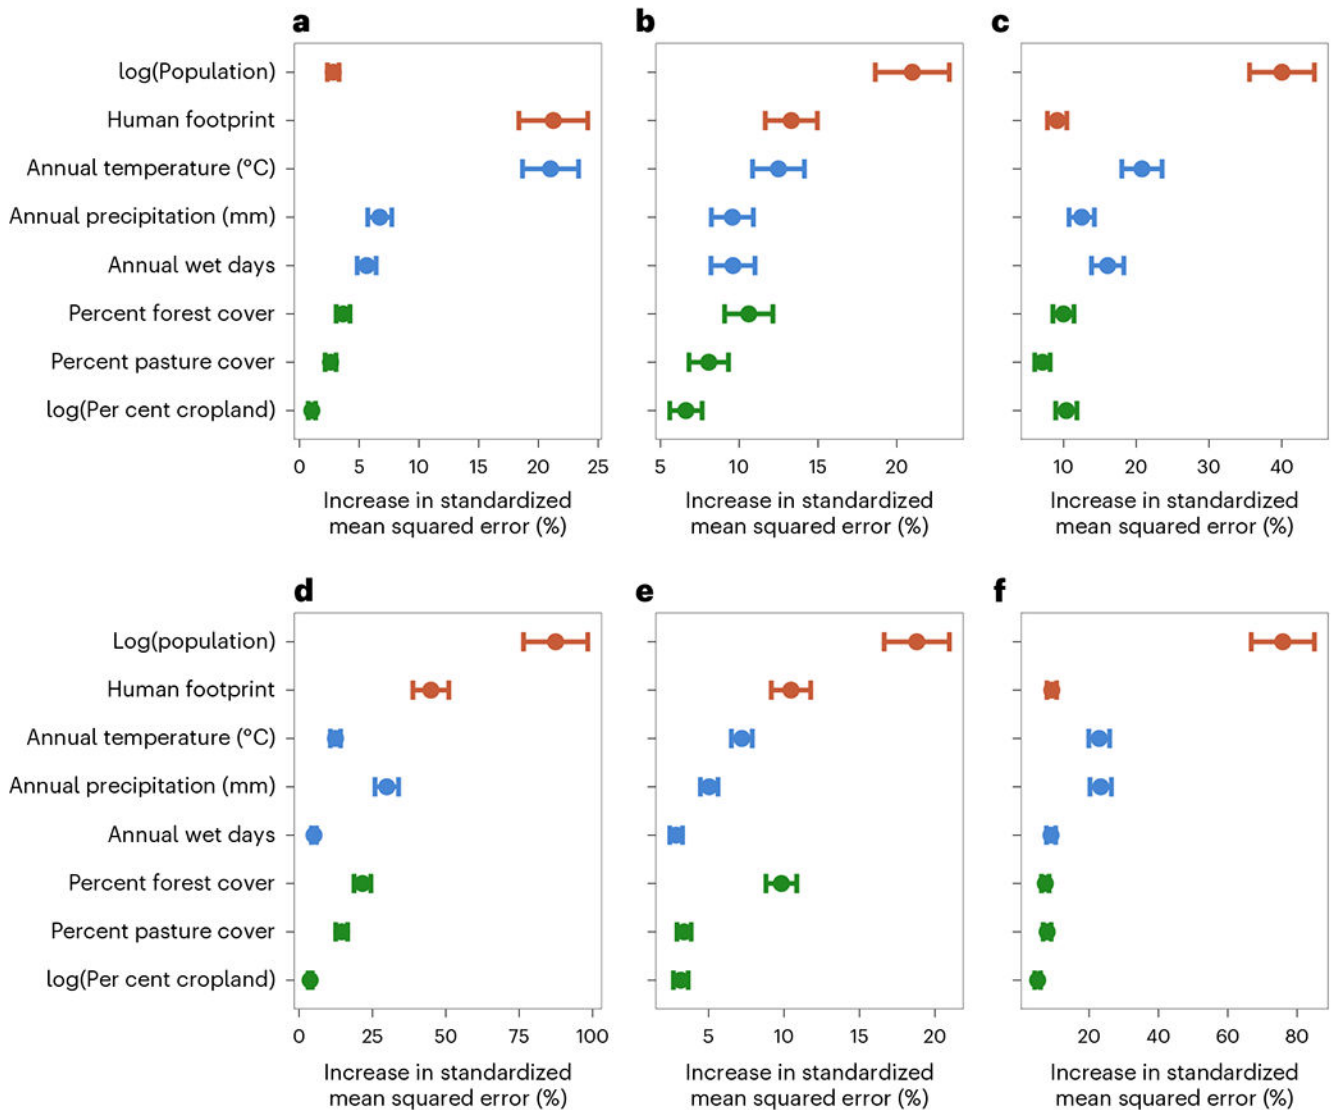 a b c
log(Population)
Human footprint
Annual temperature (°C)
Annual precipitation (mm)
Annual wet days
Percent forest cover
Percent pasture cover
log(Per cent cropland)
0 5 10 15 20 25 5 10 15 20 10 20 30 40
Increase in standardized Increase in standardized Increase in standardized
mean squared error (%) mean squared error (%) mean squared error (%)
d e f
Log(population)
Human footprint
Annual temperature (°C)
Annual precipitation (mm)
Annual wet days
Percent forest cover
Percent pasture cover
log(Per cent cropland)
0 25 50 75 100 5 10 15 20 20 40 60 80
Increase in standardized Increase in standardized Increase in standardized
mean squared error (%) mean squared error (%) mean squared error (%)